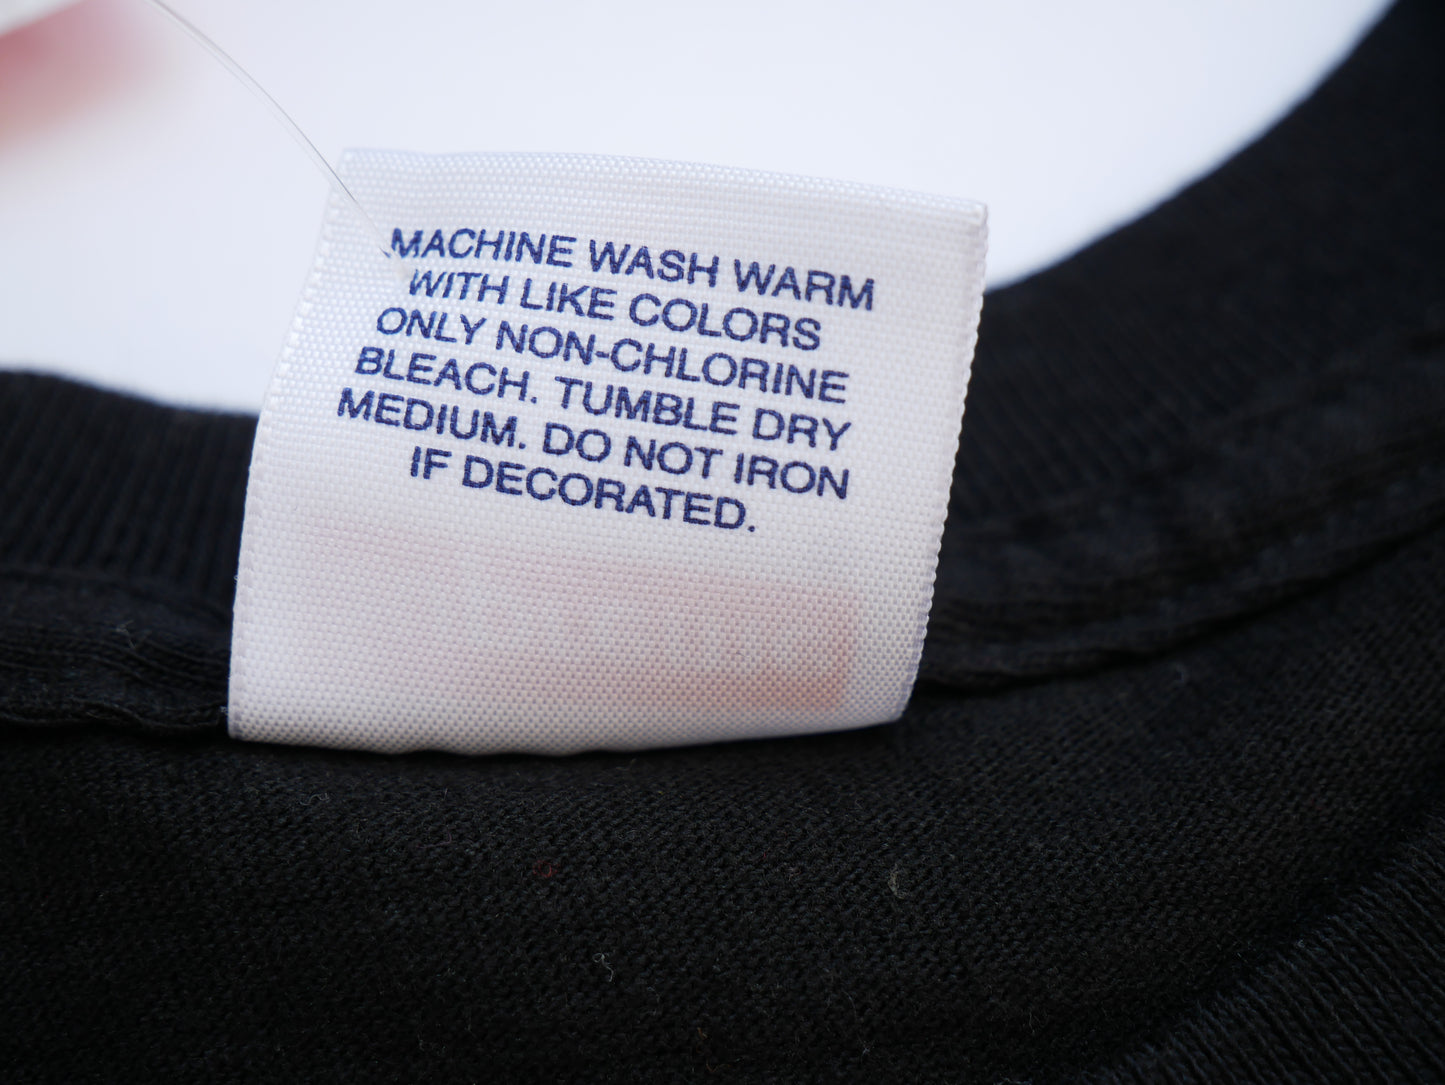 MACHINE WASH WARM
WITH LIKE COLORS
ONLY NON-CHLORINE
BLEACH. TUMBLE DRY
MEDIUM. DO NOT IRON
IF DECORATED.